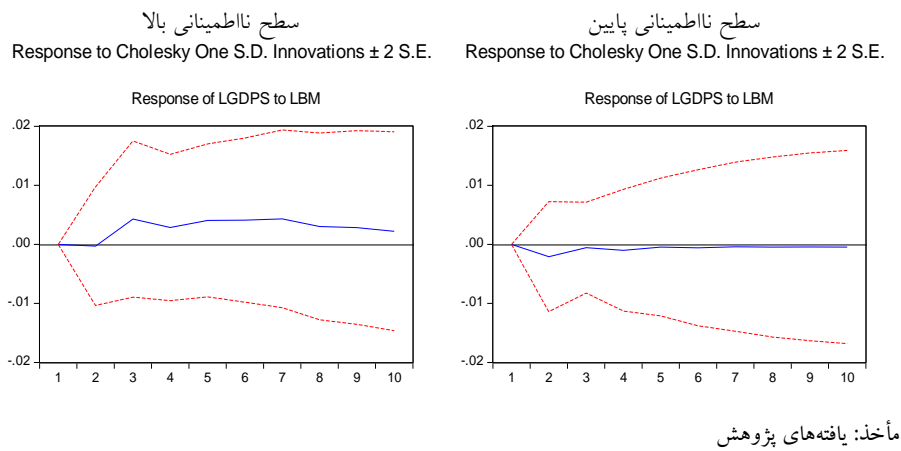 سطح نااطمینانی بالا
Response to Cholesky One S.D. Innovations ± 2 S.E.
Response of LGDPS to LBM
.02
.01
.00
-.01
-.02
1 2 3 4 5 6 7 8 9 10
سطح نااطمینانی پایین
Response to Cholesky One S.D. Innovations ± 2 S.E.
Response of LGDPS to LBM
.02
.01
.00
-.01
-.02
1 2 3 4 5 6 7 8 9 10
مأخذ: یافته‌های پژوهش